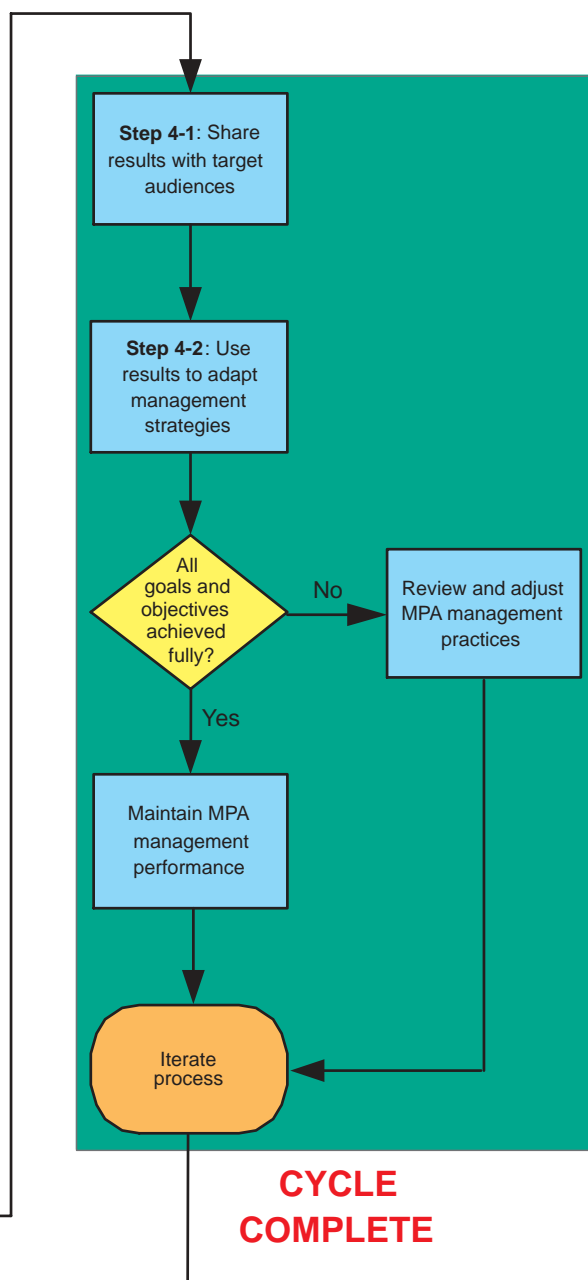 Step 4-1: Share
results with target
audiences
Step 4-2: Use
results to adapt
management
strategies
All
goals and
objectives
achieved
fully?
No
Review and adjust
MPA management
practices
Yes
Maintain MPA
management
performance
Iterate
process
CYCLE
COMPLETE